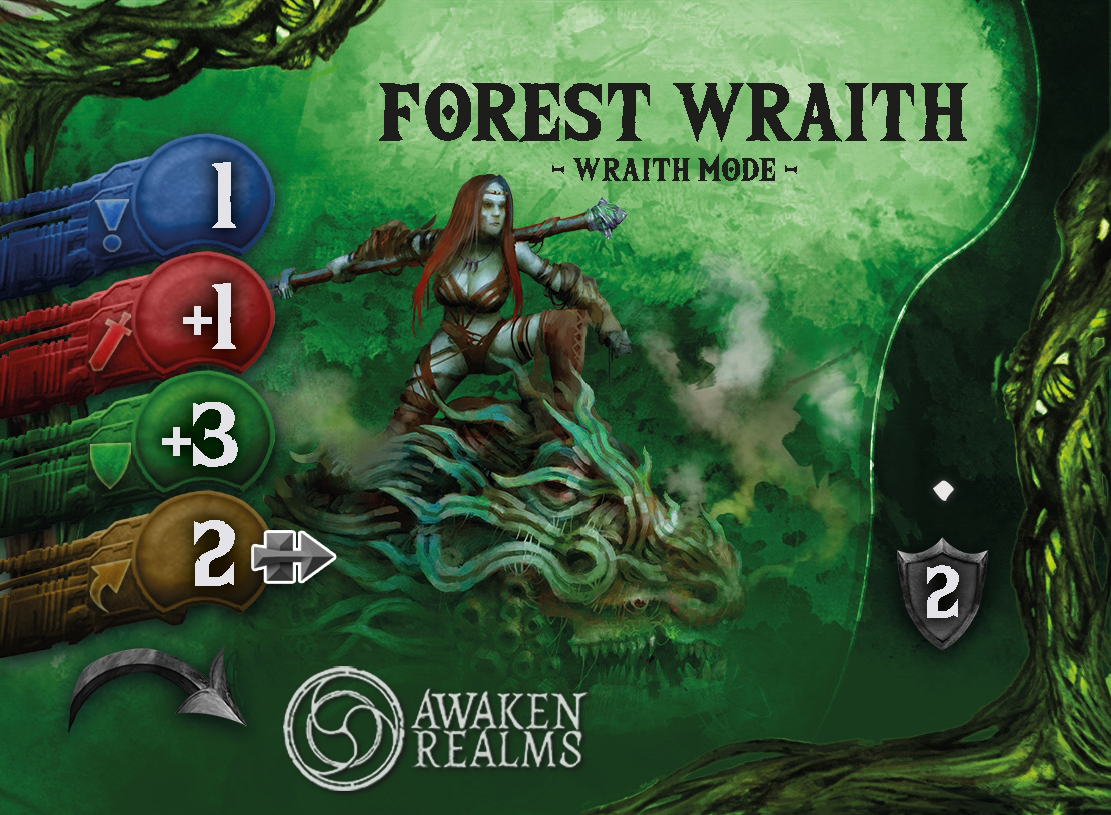 FOREST WRAITH
- WRAITH MODE -
1
+1
+3
2
2
AWAKEN
REALMS